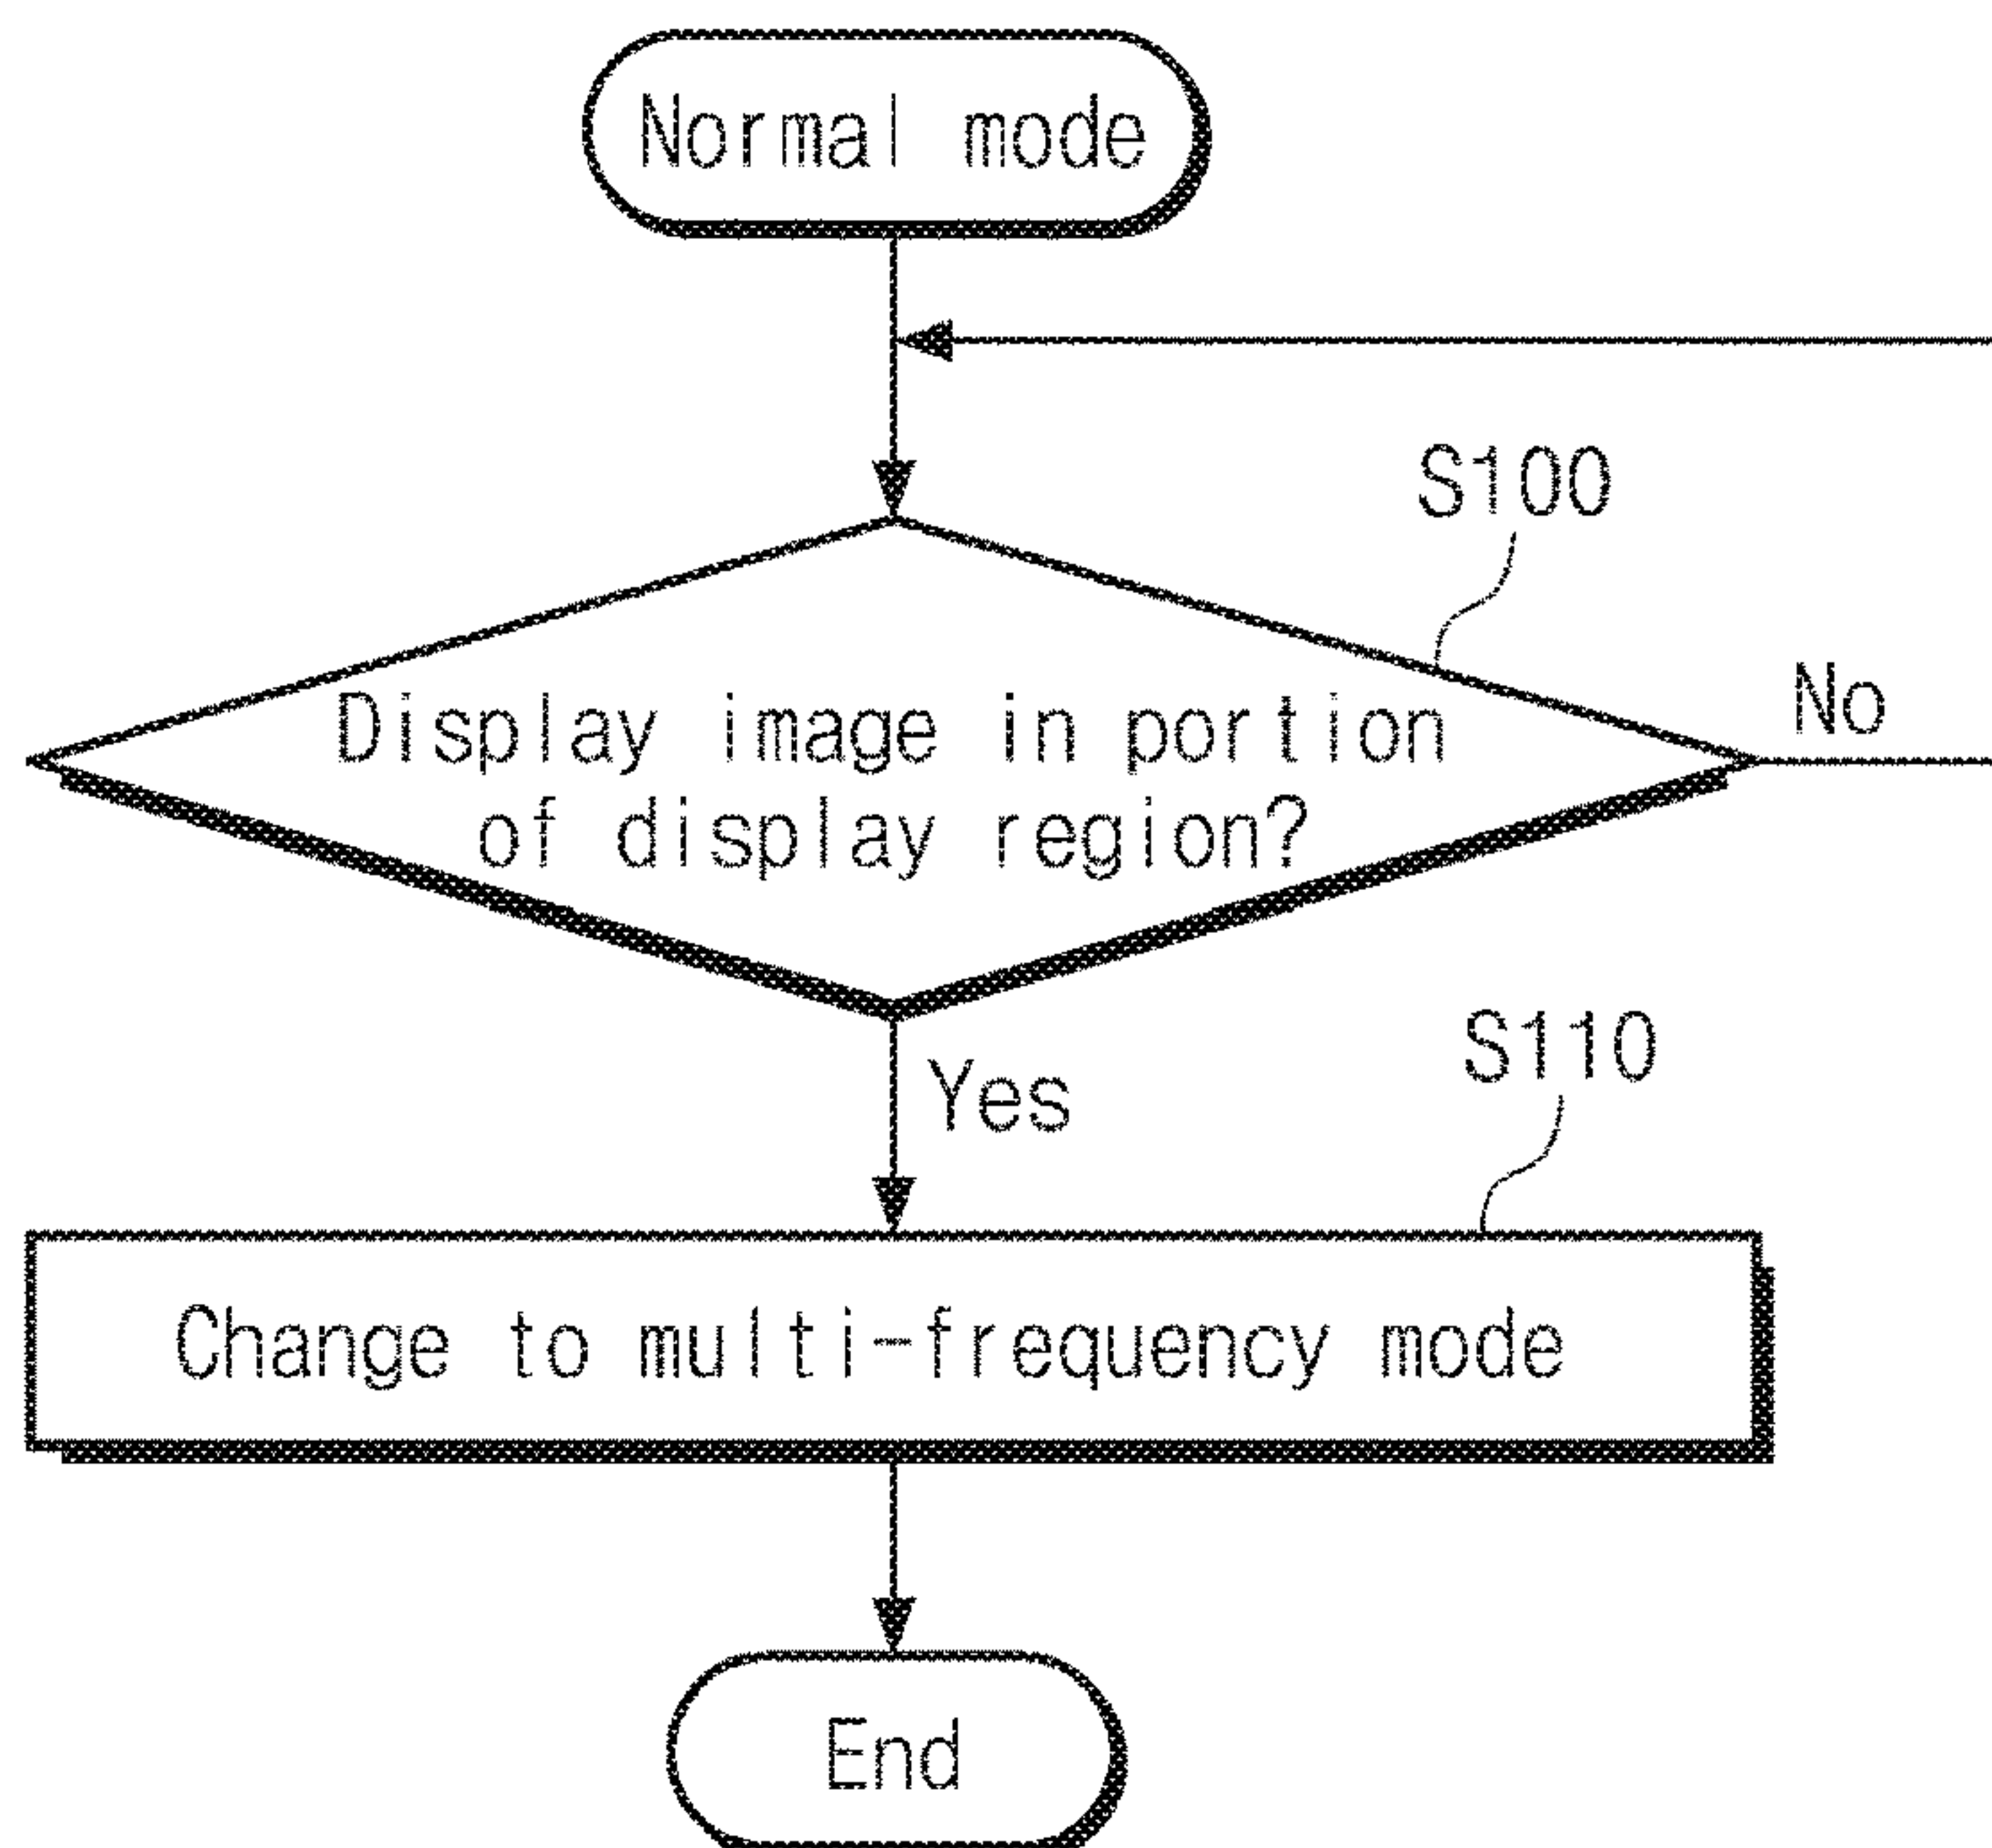 Normal mode
S100
Display image in portion
of display region?
No
Yes
S110
Change to multi-frequency mode
End